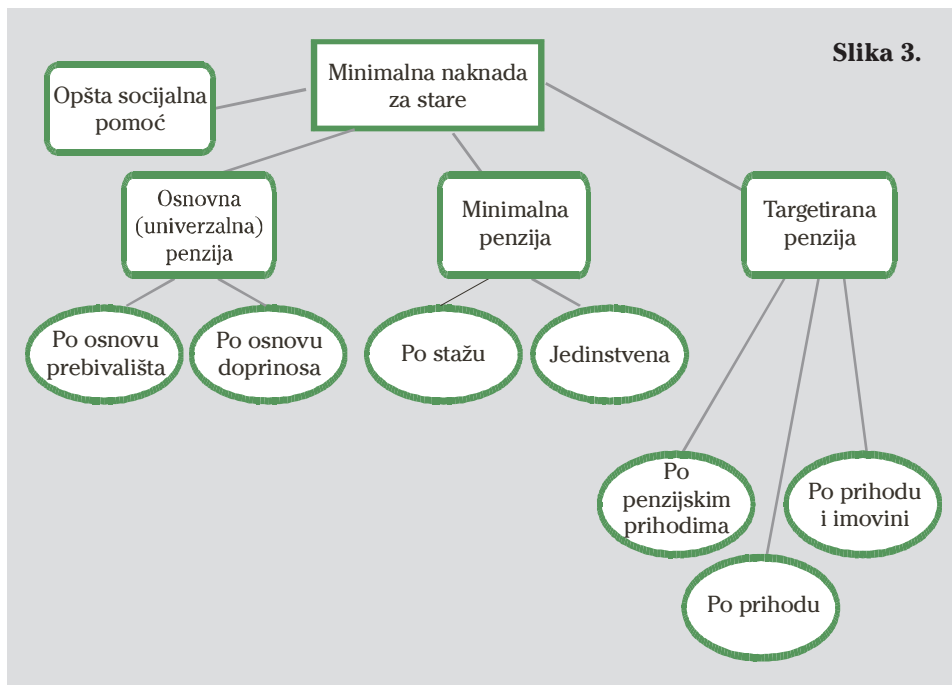 Slika 3.
Minimalna naknada
za stare
Opšta socijalna
pomoć
Osnovna
(univerzalna)
penzija
Minimalna
penzija
Targetirana
penzija
Po osnovu
prebivališta
Po osnovu
doprinosa
Po stažu
Jedinstvena
Po
penzijskim
prihodima
Po prihodu
i imovini
Po prihodu